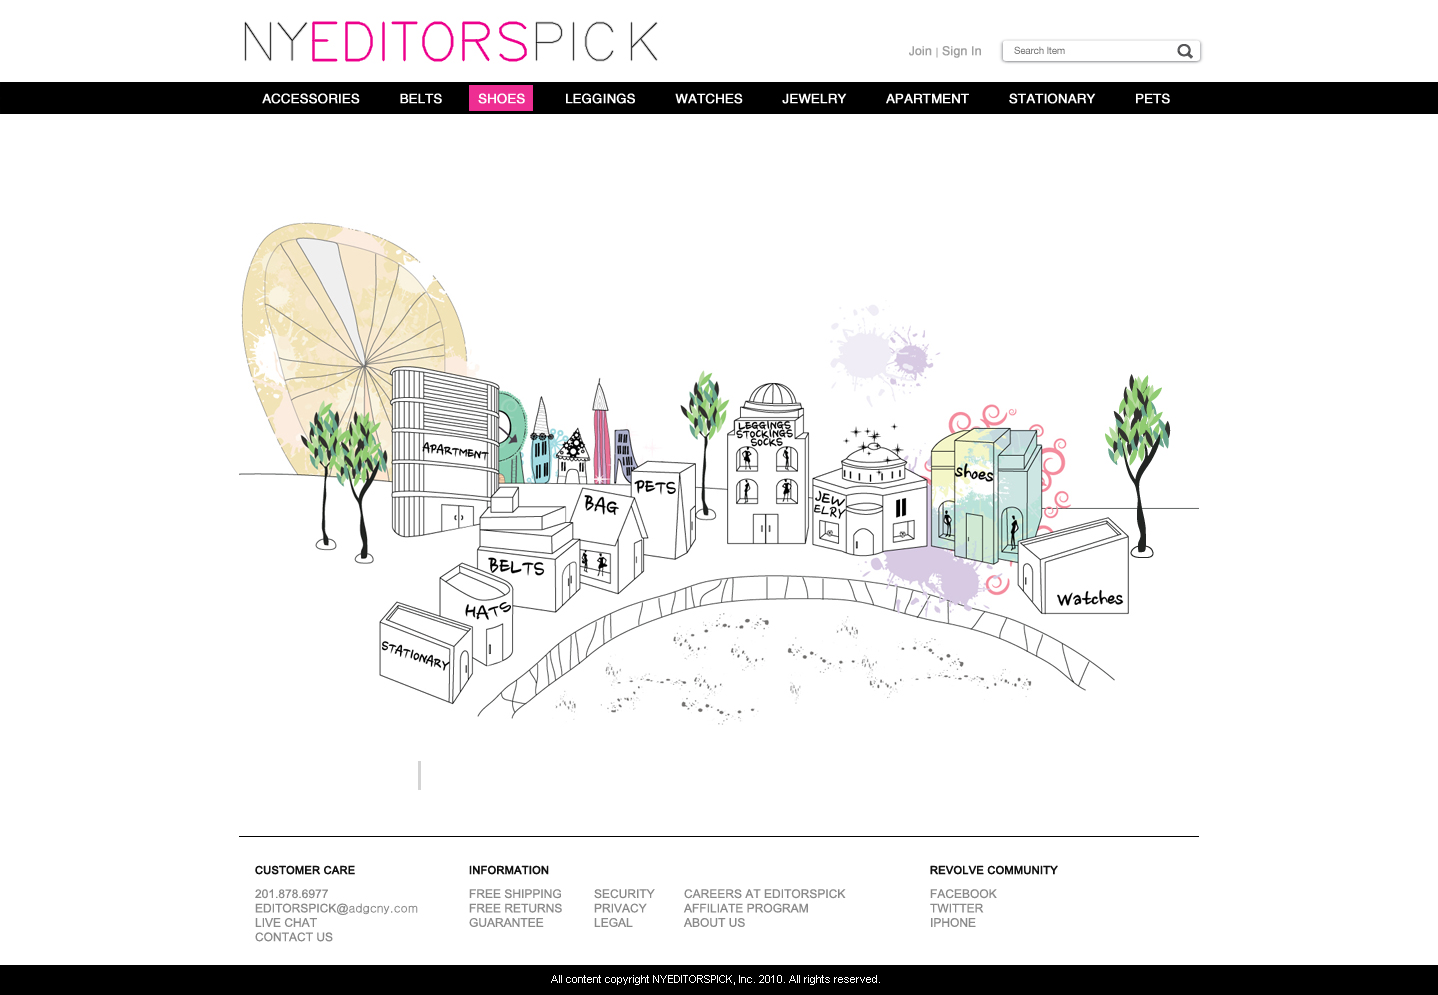 NYEDITORSPICK
Join | Sign In
Search Item
ACCESSORIES BELTS SHOES LEGGINGS WATCHES JEWELRY APARTMENT STATIONARY PETS
LEGGINGS
STOCKINGS
SOCKS
APARTMENT
shoes
PETS
BAG
JEW
ELRY
BELTS
Watches
HATS
STATIONARY
CUSTOMER CARE
201.878.6977
EDITORSPICK@adgcny.com
LIVE CHAT
CONTACT US
INFORMATION
FREE SHIPPING
FREE RETURNS
GUARANTEE
SECURITY
PRIVACY
LEGAL
CAREERS AT EDITORSPICK
AFFILIATE PROGRAM
ABOUT US
REVOLVE COMMUNITY
FACEBOOK
TWITTER
IPHONE
All content copyright NYEDITORSPICK, Inc. 2010. All rights reserved.